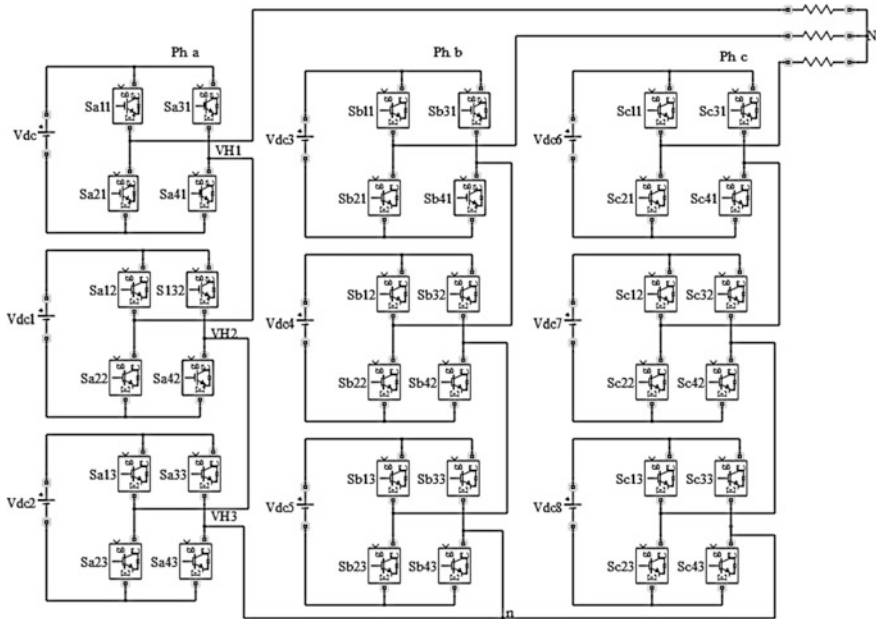 N
Ph a
Ph b
Ph c
Sa11
Sa31
Sb11
Sb31
Sc11
Sc31
Vdc
Vdc3
Vdc6
VH1
Sa21
Sa41
Sb21
Sb41
Sc21
Sc41
Sa12
S132
Sb12
Sb32
Sc12
Sc32
Vdc1
Vdc4
Vdc7
VH2
Sa22
Sa42
Sb22
Sb42
Sc22
Sc42
Sa13
Sa33
Sb13
Sb33
Sc13
Sc33
Vdc2
Vdc5
Vdc8
VH3
Sa23
Sa43
Sb23
Sb43
Sc23
Sc43
n